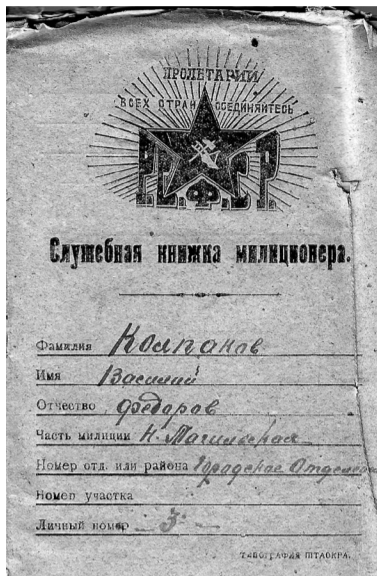 ПРОЛЕТАРИИ
ВСЕХ СТРАН СОЕДИНЯЙТЕСЬ
Р.С.Ф.С.Р
Служебная книжка милиционера.
Фамилия Колпаков
Имя Василий
Отчество Федоров
Часть милиции Н.
Номер отд. или района Городское
Номер участка
Личный номер 3
ТИПОГРАФИЯ ШТАОКРА.